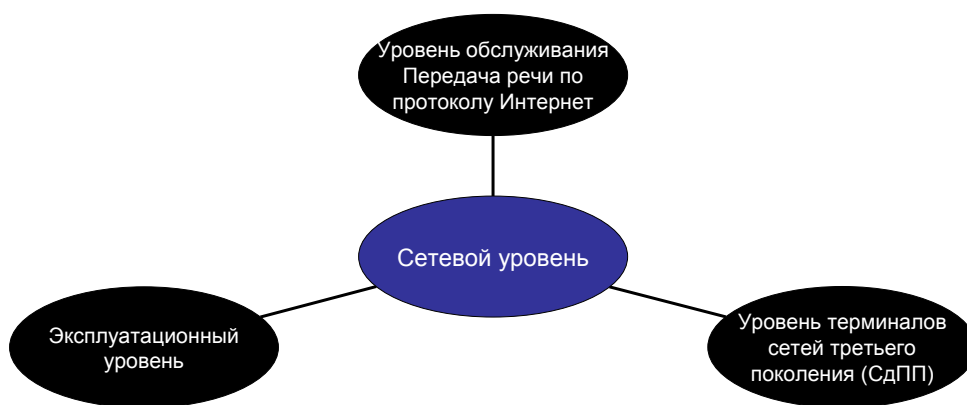 Уровень обслуживания
Передача речи по
протоколу Интернет
Сетевой уровень
Эксплуатационный
уровень
Уровень терминалов
сетей третьего
поколения (СдПП)